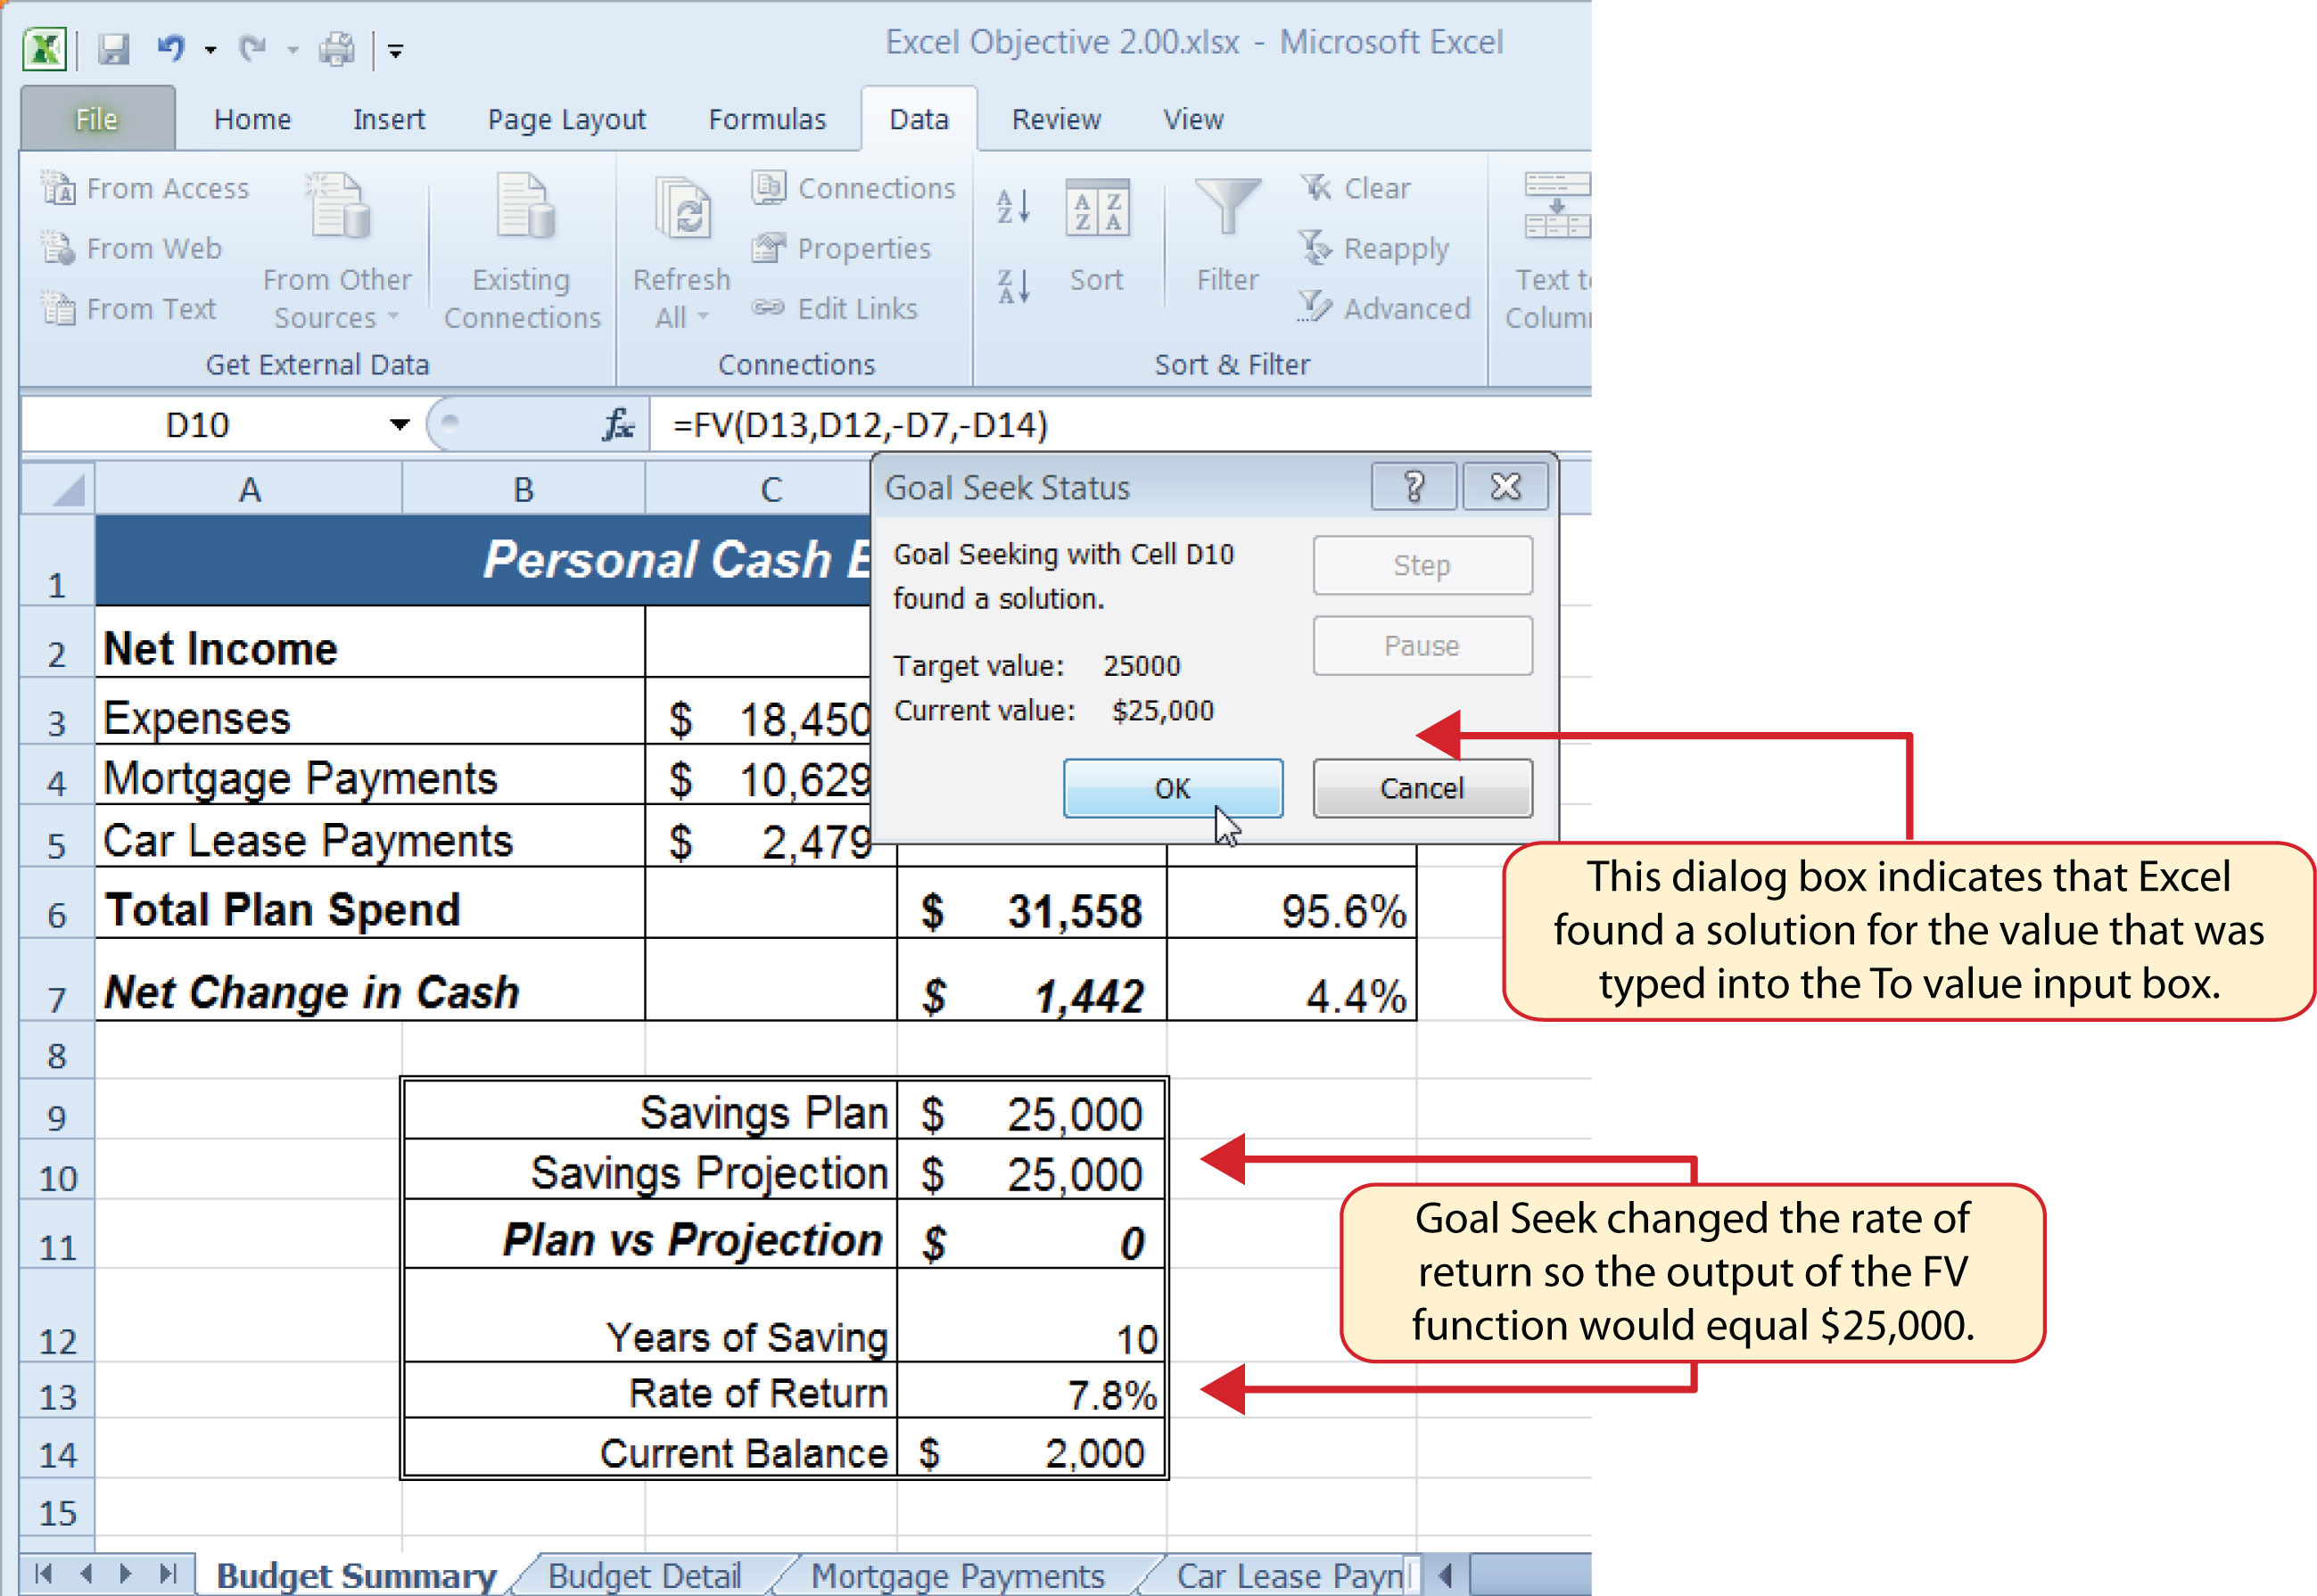 Excel Objective 2.00.xlsx - Microsoft Excel
File Home Insert Page Layout Formulas Data Review View
From Access
From Web
From Text
From Other
Sources
Existing
Connections
Get External Data
Refresh
All
Connections
Properties
Edit Links
Connections
A
Z
Z
A
A Z
Z A
Sort
Filter
Clear
Reapply
Advanced
Sort & Filter
Text t
Colum
D10 fx =FV(D13,D12,-D7,-D14)
A B C
Goal Seek Status
Goal Seeking with Cell D10
found a solution.
Target value: 25000
Current value: $25,000
Step
Pause
OK
Cancel
1 Personal Cash
2 Net Income
3 Expenses $ 18,450
4 Mortgage Payments $ 10,629
5 Car Lease Payments $ 2,479
6 Total Plan Spend $ 31,558 95.6%
7 Net Change in Cash $ 1,442 4.4%
8
9 Savings Plan $ 25,000
10 Savings Projection $ 25,000
11 Plan vs Projection $ 0
12 Years of Saving 10
13 Rate of Return 7.8%
14 Current Balance $ 2,000
15
This dialog box indicates that Excel
found a solution for the value that was
typed into the To value input box.
Goal Seek changed the rate of
return so the output of the FV
function would equal $25,000.
Budget Summary Budget Detail Mortgage Payments Car Lease Payn